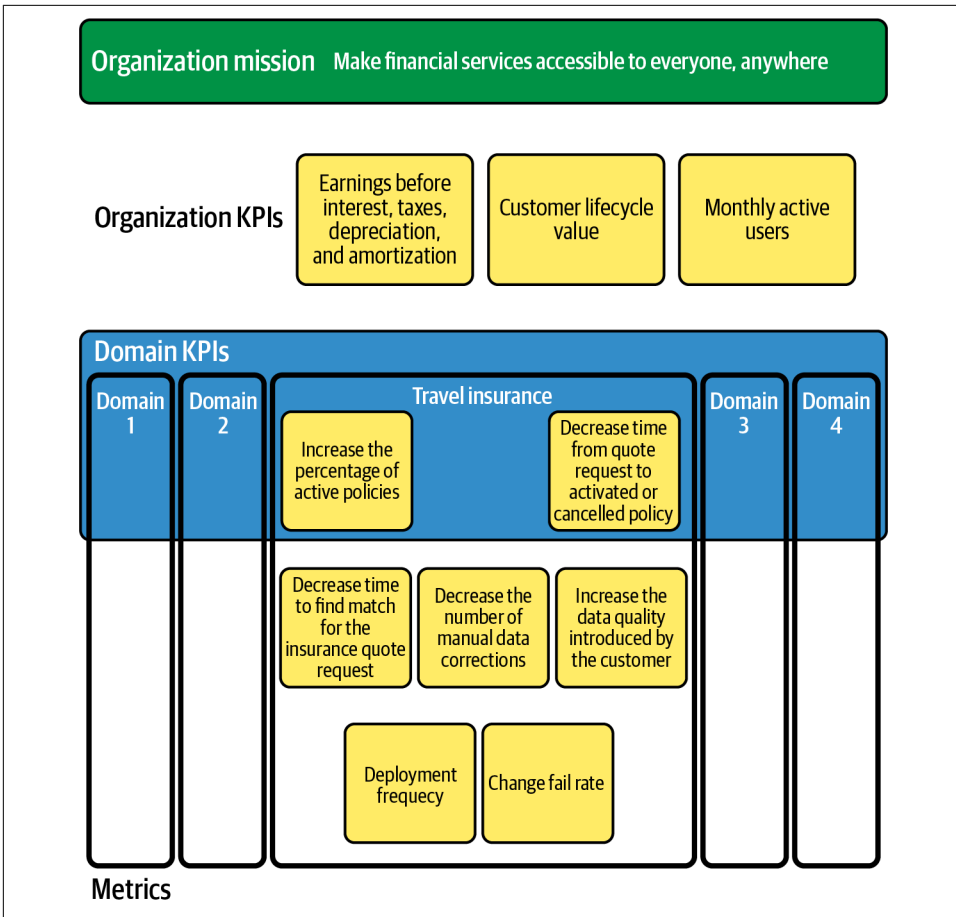 Organization mission Make financial services accessible to everyone, anywhere
Organization KPIs
Earnings before
interest, taxes,
depreciation,
and amortization
Customer lifecycle
value
Monthly active
users
Domain KPIs
Domain
1
Domain
2
Travel insurance
Domain
3
Domain
4
Increase the
percentage of
active policies
Decrease time
from quote
request to
activated or
cancelled policy
Decrease time
to find match
for the
insurance quote
request
Decrease the
number of
manual data
corrections
Increase the
data quality
introduced by
the customer
Deployment
frequecy
Change fail rate
Metrics